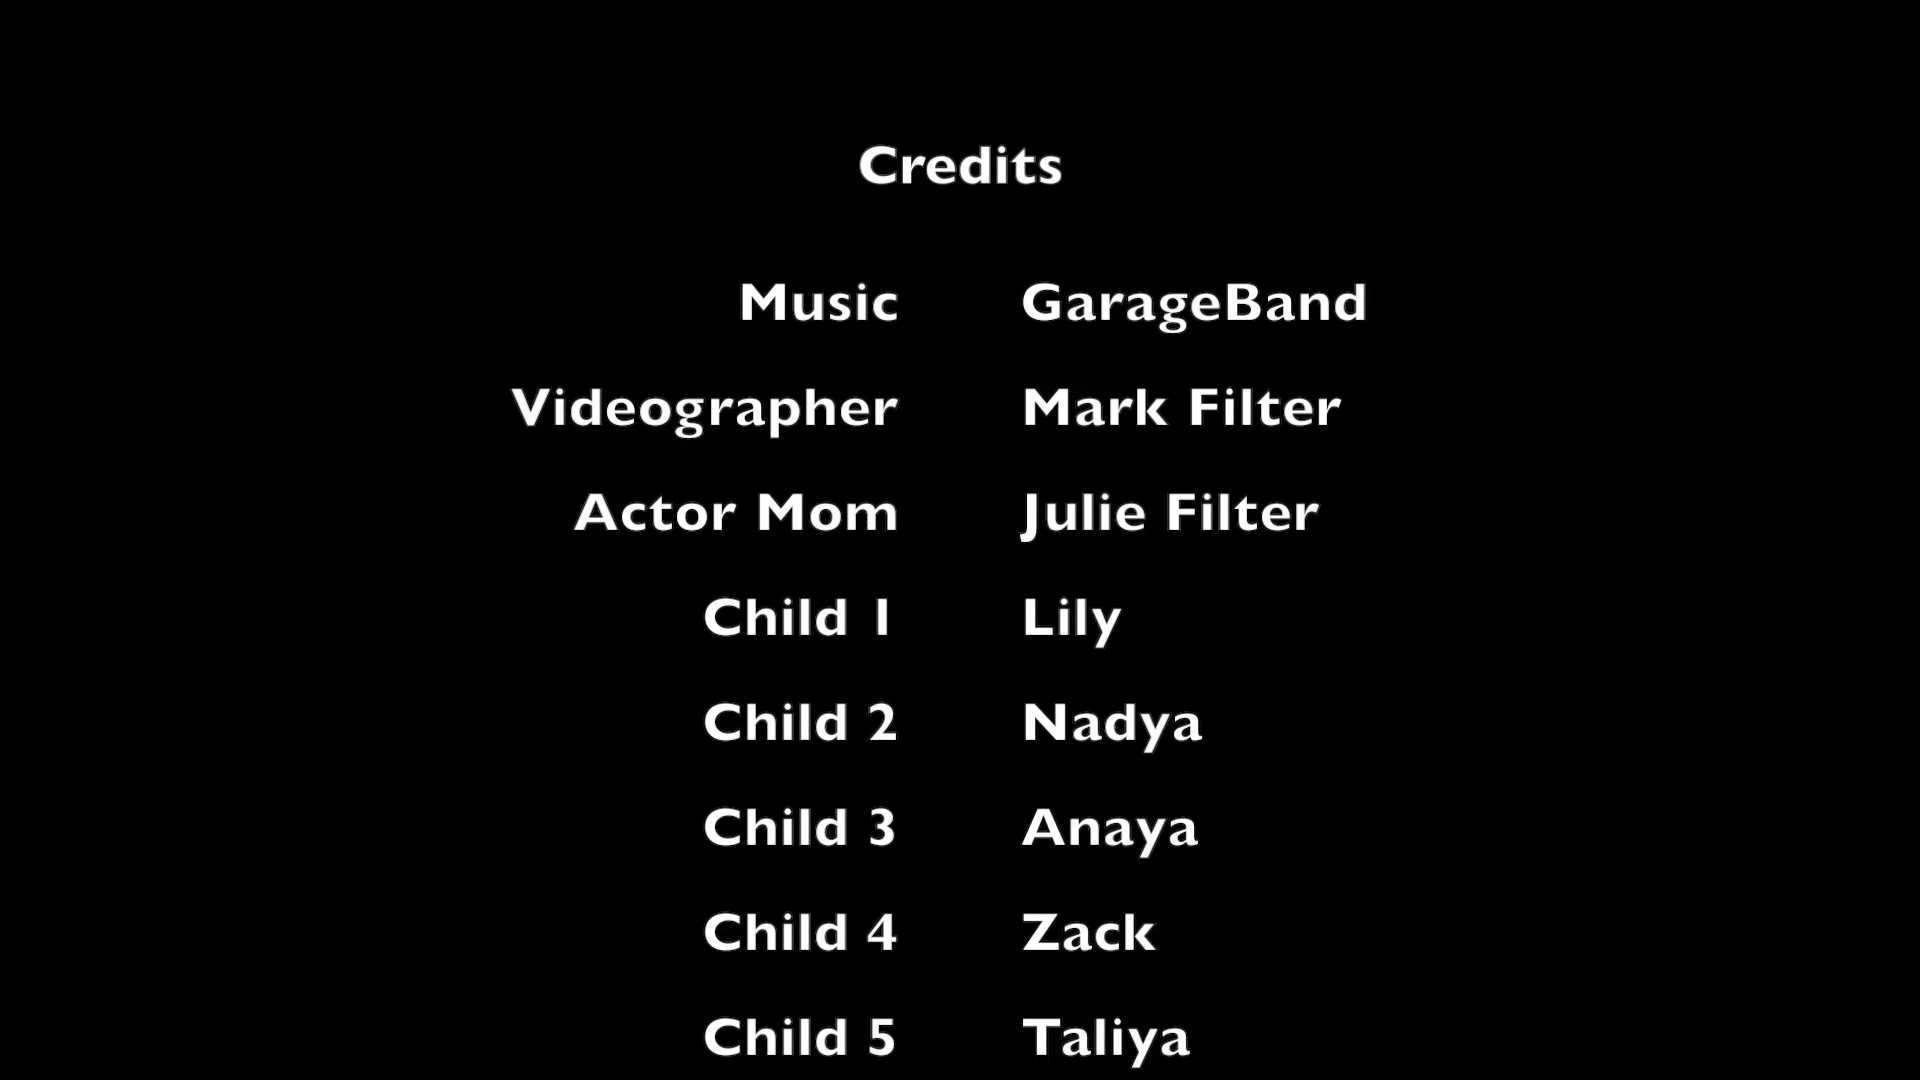 Credits
Music GarageBand
Videographer Mark Filter
Actor Mom Julie Filter
Child 1 Lily
Child 2 Nadya
Child 3 Anaya
Child 4 Zack
Child 5 Taliya